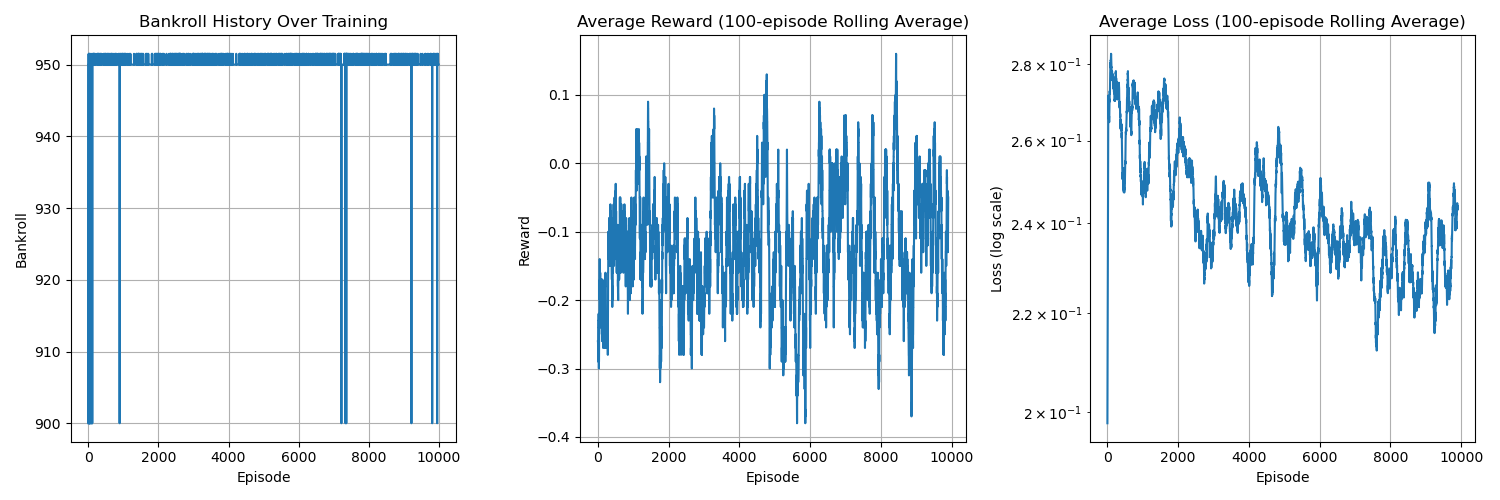 Bankroll History Over Training
Bankroll
950
940
930
920
910
900
0 2000 4000 6000 8000 10000
Episode
Average Reward (100-episode Rolling Average)
Reward
0.1
0.0
−0.1
−0.2
−0.3
−0.4
0 2000 4000 6000 8000 10000
Episode
Average Loss (100-episode Rolling Average)
Loss (log scale)
2.8 × 10⁻¹
2.6 × 10⁻¹
2.4 × 10⁻¹
2.2 × 10⁻¹
2 × 10⁻¹
0 2000 4000 6000 8000 10000
Episode